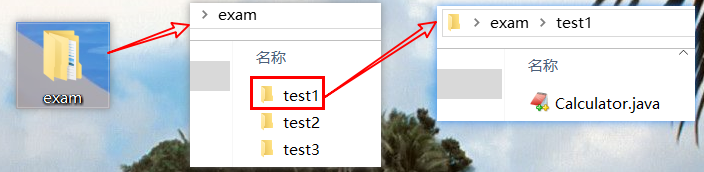 exam
exam
名称
test1
test2
test3
exam > test1
名称
Calculator.java